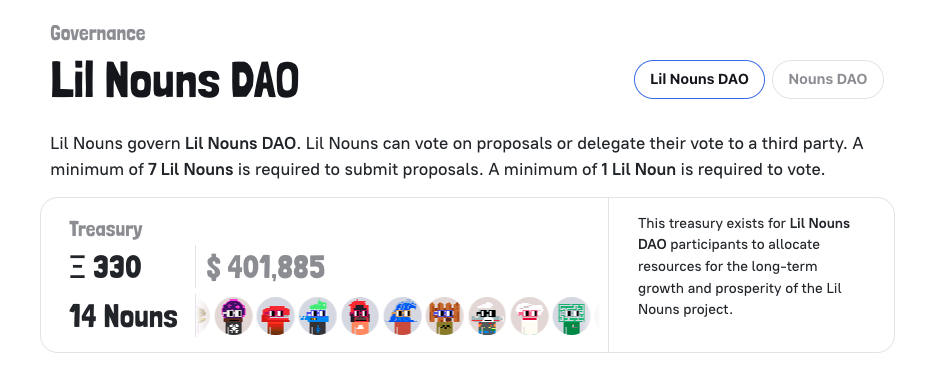 Governance
Lil Nouns DAO
Lil Nouns DAO
Nouns DAO
Lil Nouns govern Lil Nouns DAO. Lil Nouns can vote on proposals or delegate their vote to a third party. A
minimum of 7 Lil Nouns is required to submit proposals. A minimum of 1 Lil Noun is required to vote.
Treasury
Ξ 330
$ 401,885
14 Nouns
This treasury exists for Lil Nouns
DAO participants to allocate
resources for the long-term
growth and prosperity of the Lil
Nouns project.